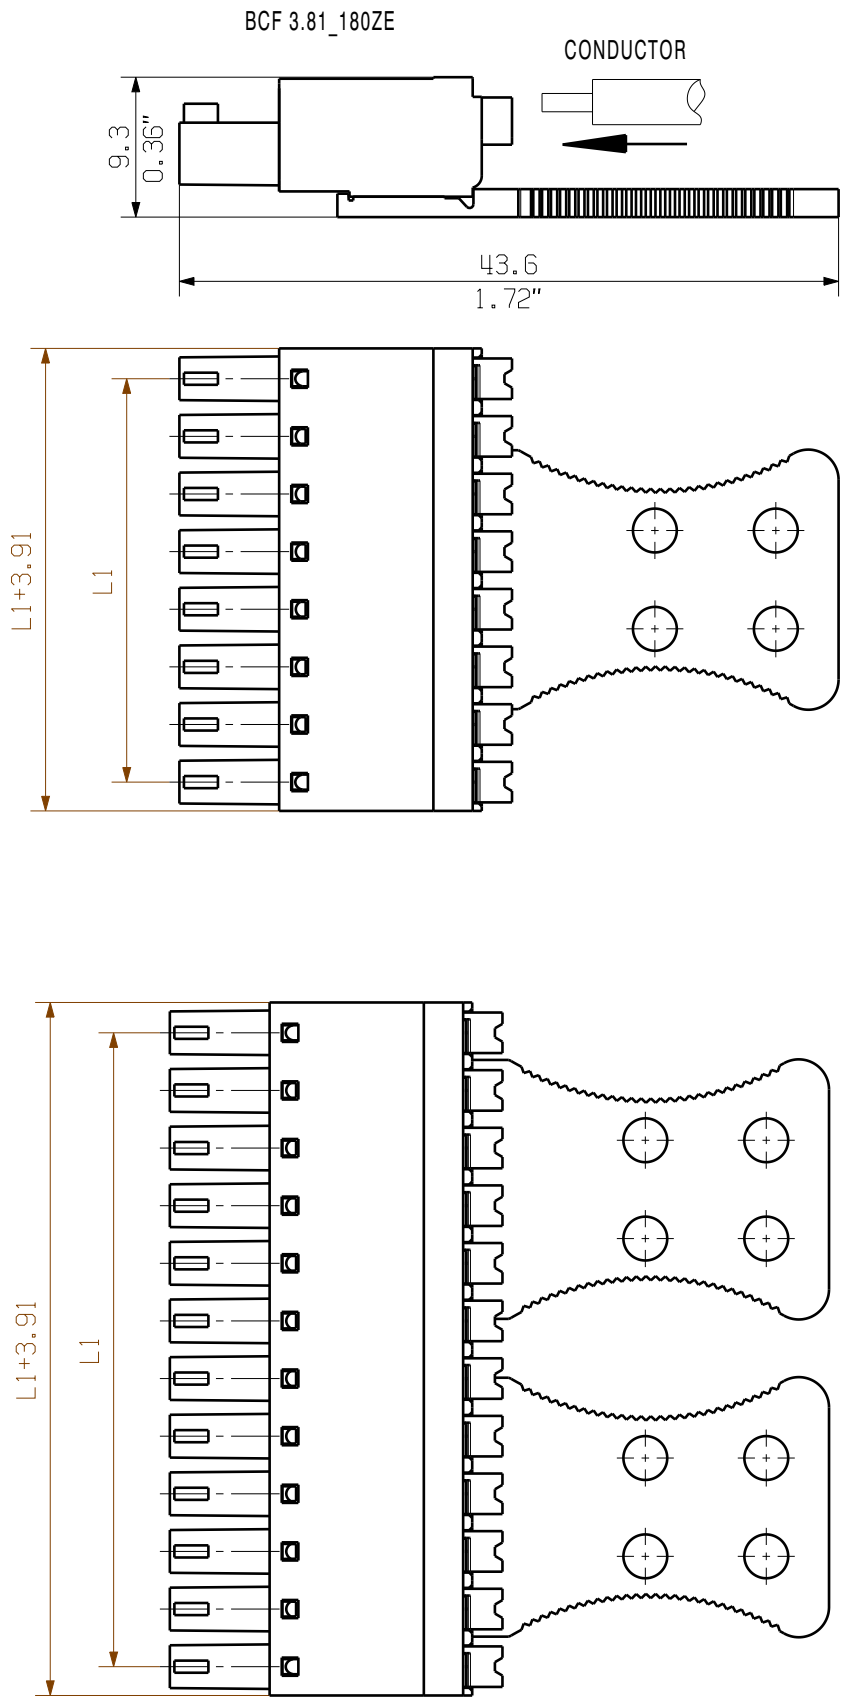 BCF 3.81_180ZE
CONDUCTOR
9.3
0.36"
43.6
1.72"
L1+3.91
L1
L1+3.91
L1